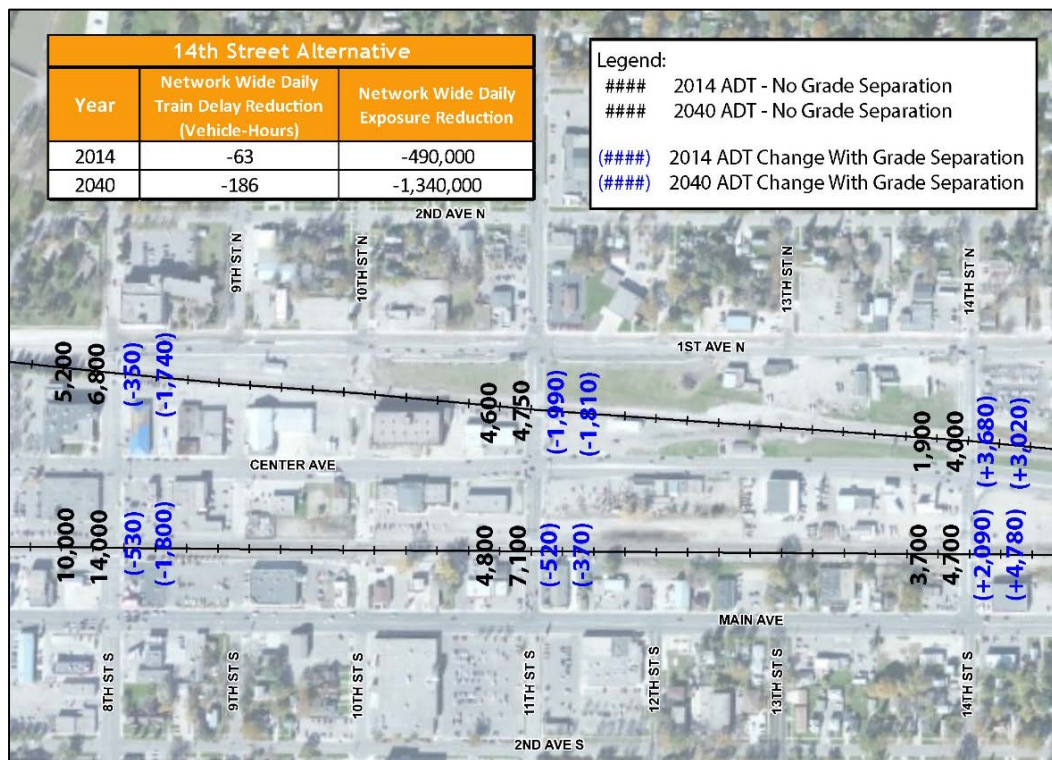 14th Street Alternative
Year
Network Wide Daily
Train Delay Reduction
(Vehicle-Hours)
Network Wide Daily
Exposure Reduction
2014 -63 -490,000
2040 -186 -1,340,000
Legend:
#### 2014 ADT - No Grade Separation
#### 2040 ADT - No Grade Separation
(####) 2014 ADT Change With Grade Separation
(####) 2040 ADT Change With Grade Separation
2ND AVE N
9TH ST N
10TH ST N
13TH ST N
14TH ST N
1ST AVE N
5,200
6,800
(-350)
(-1,740)
4,600
4,750
(-1,990)
(-1,810)
1,900
4,000
(+3,680)
(+3,020)
CENTER AVE
10,000
14,000
(-530)
(-1,800)
4,800
7,100
(-520)
(-370)
3,700
4,700
(+2,090)
(+4,780)
MAIN AVE
8TH ST S
9TH ST S
10TH ST S
11TH ST S
12TH ST S
13TH ST S
14TH ST S
2ND AVE S